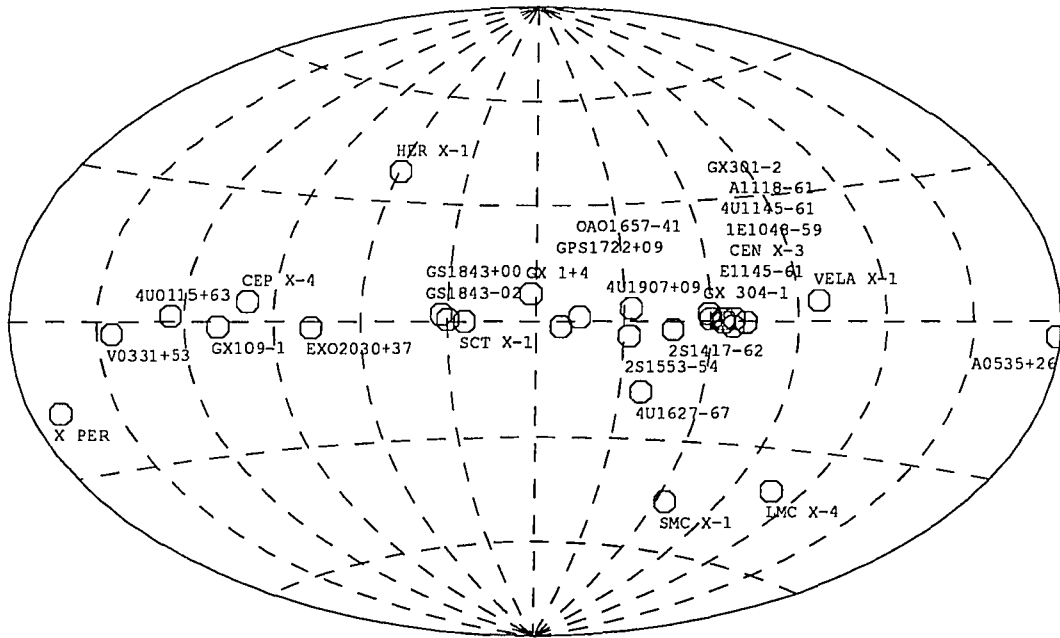 HER X-1
GX301-2
A1118-61
4U1145-61
OAO1657-41
1E1048-59
GPS1722+09
CEN X-3
GS1843+00
GX 1+4
E1145-61
CEP X-4
VELA X-1
4U0115+63
GS1843-02
4U1907+09
GX 304-1
V0331+53
GX109-1
EXO2030+37
SCT X-1
2S1417-62
A0535+26
2S1553-54
4U1627-67
X PER
SMC X-1
LMC X-4